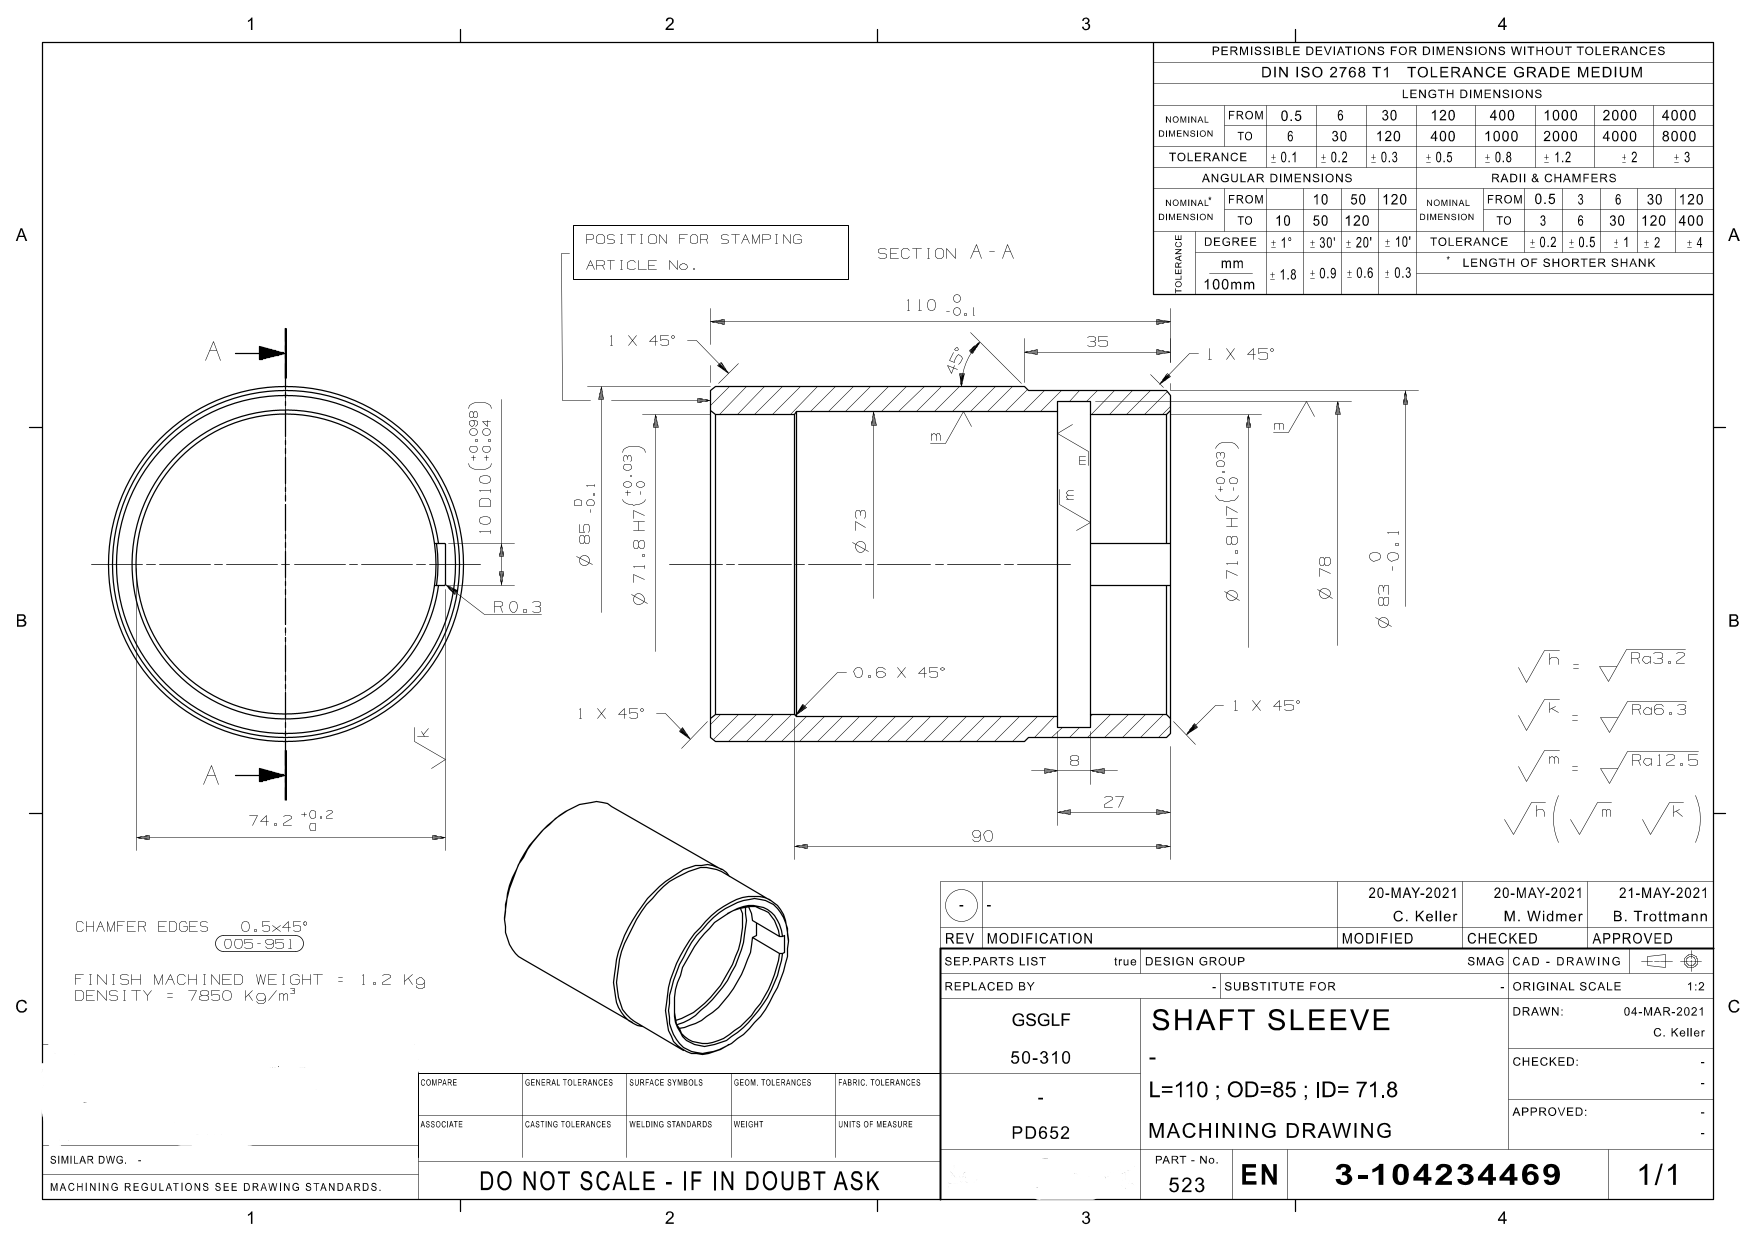 1 2 3 4
PERMISSIBLE DEVIATIONS FOR DIMENSIONS WITHOUT TOLERANCES
DIN ISO 2768 T1 TOLERANCE GRADE MEDIUM
LENGTH DIMENSIONS
NOMINAL DIMENSION
FROM 0.5 6 30 120 400 1000 2000 4000
TO 6 30 120 400 1000 2000 4000 8000
TOLERANCE ± 0.1 ± 0.2 ± 0.3 ± 0.5 ± 0.8 ± 1.2 ± 2 ± 3
ANGULAR DIMENSIONS RADII & CHAMFERS
NOMINAL* DIMENSION
FROM 10 50 120
TO 10 50 120
NOMINAL DIMENSION
FROM 0.5 3 6 30 120
TO 3 6 30 120 400
TOLERANCE
DEGREE ± 1° ± 30' ± 20' ± 10'
TOLERANCE ± 0.2 ± 0.5 ± 1 ± 2 ± 4
mm
100mm
± 1.8 ± 0.9 ± 0.6 ± 0.3
* LENGTH OF SHORTER SHANK
A A
POSITION FOR STAMPING
ARTICLE No.
SECTION A - A
110 0 -0.1
1 X 45°
45°
35
1 X 45°
A
10 D10(+0.098 +0.04)
R0.3
k
A
74.2 +0.2 0
Ø 85 0 -0.1
Ø 71.8 H7(+0.03 -0)
Ø 73
m
m
m
m
Ø 71.8 H7(+0.03 -0)
Ø 78
Ø 83 0 -0.1
0.6 X 45°
1 X 45°
1 X 45°
8
27
90
B B
h = Ra3.2
k = Ra6.3
m = Ra12.5
h ( m k )
CHAMFER EDGES 0.5x45°
005-951
FINISH MACHINED WEIGHT = 1.2 Kg
DENSITY = 7850 Kg/m³
C C
- -
20-MAY-2021 20-MAY-2021 21-MAY-2021
C. Keller M. Widmer B. Trottmann
REV MODIFICATION MODIFIED CHECKED APPROVED
SEP.PARTS LIST true DESIGN GROUP SMAG CAD - DRAWING
REPLACED BY - SUBSTITUTE FOR - ORIGINAL SCALE 1:2
GSGLF
50-310
-
PD652
SHAFT SLEEVE
-
L=110 ; OD=85 ; ID= 71.8
MACHINING DRAWING
DRAWN: 04-MAR-2021
C. Keller
CHECKED: -
-
APPROVED: -
-
COMPARE GENERAL TOLERANCES SURFACE SYMBOLS GEOM. TOLERANCES FABRIC. TOLERANCES
ASSOCIATE CASTING TOLERANCES WELDING STANDARDS WEIGHT UNITS OF MEASURE
SIMILAR DWG. -
MACHINING REGULATIONS SEE DRAWING STANDARDS.
DO NOT SCALE - IF IN DOUBT ASK
PART - No.
523
EN
3-104234469
1/1
1 2 3 4